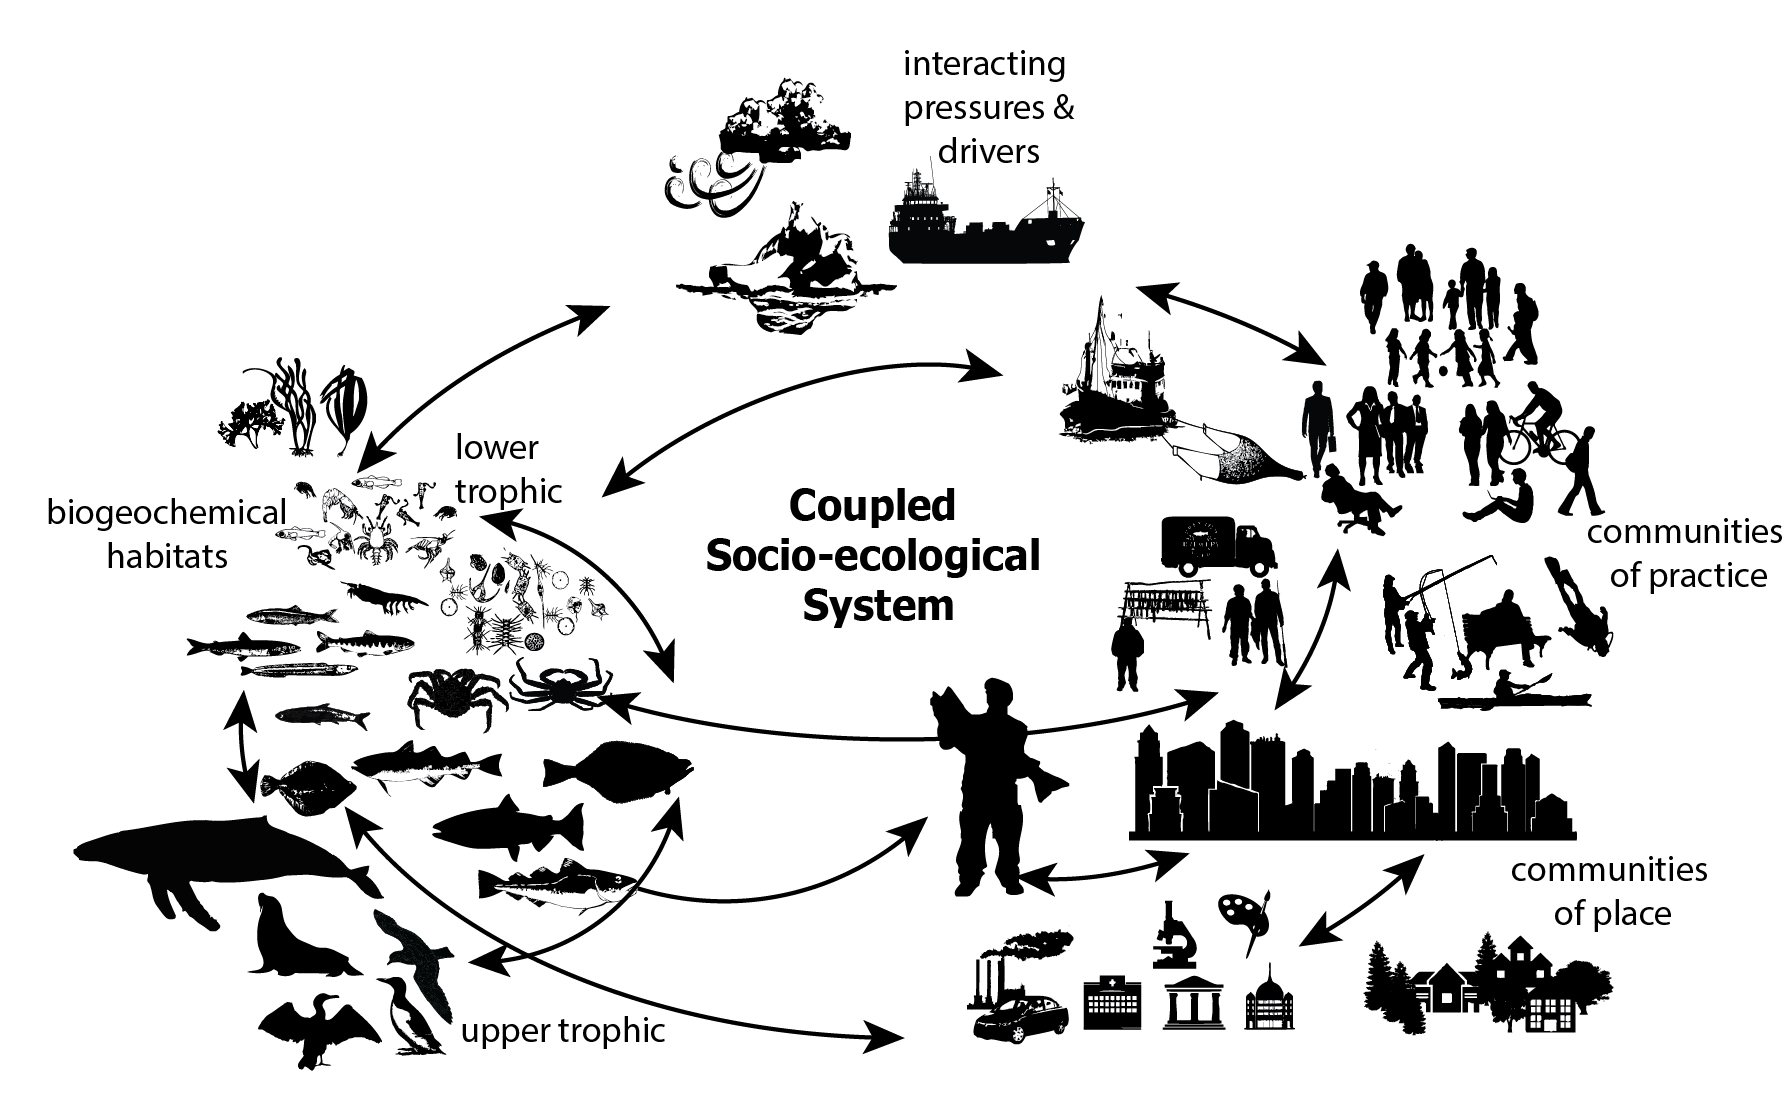 interacting
pressures &
drivers
lower
trophic
biogeochemical
habitats
Coupled
Socio-ecological
System
communities
of practice
communities
of place
upper trophic